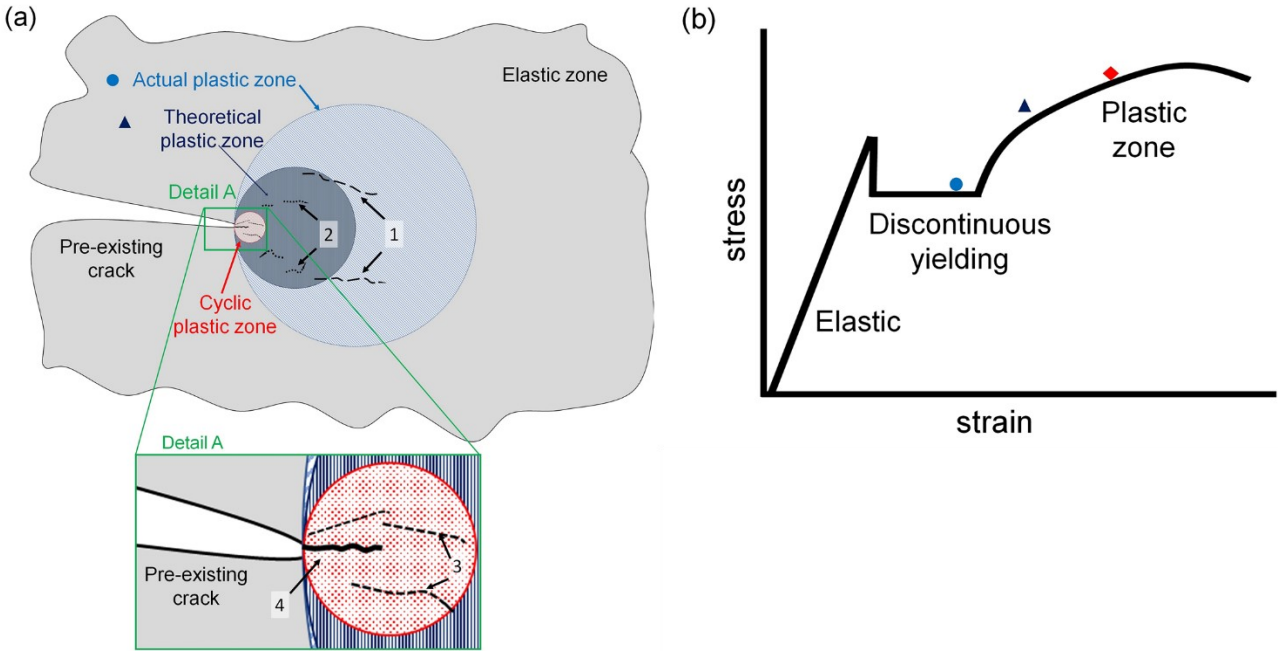 (a)
Actual plastic zone
Elastic zone
Theoretical
plastic zone
Detail A
2
1
Pre-existing
crack
Cyclic
plastic zone
Detail A
Pre-existing
crack
4
3
(b)
stress
Elastic
Discontinuous
yielding
Plastic
zone
strain